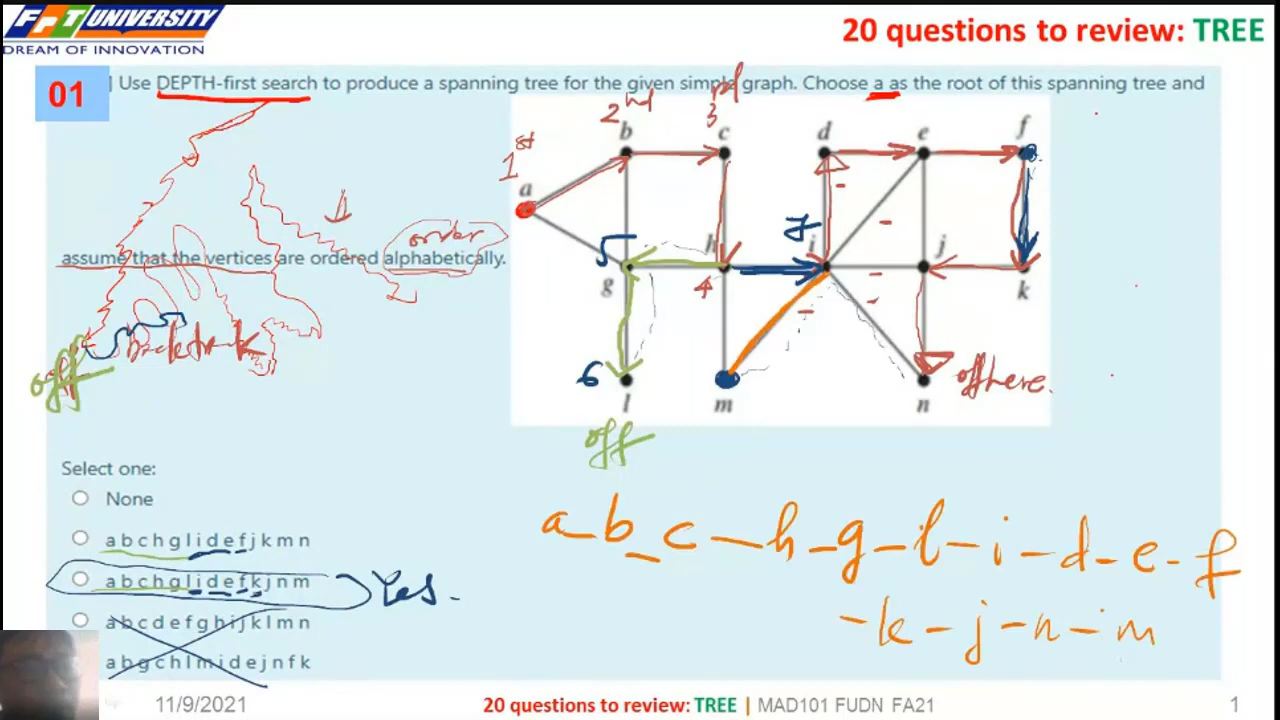 FPT UNIVERSITY
DREAM OF INNOVATION
20 questions to review: TREE
01
Use DEPTH-first search to produce a spanning tree for the given simple graph. Choose a as the root of this spanning tree and
assume that the vertices are ordered alphabetically.
order
1st
2nd
3rd
a
b
c
d
e
f
5
h
7
i
j
g
4
k
off
backtrack
6
off here.
l
m
n
off
Select one:
None
a b c h g l i d e f j k m n
a b c h g l i d e f k j n m
Yes.
a b c d e f g h i j k l m n
a b g c h l m i d e j n f k
a - b - c - h - g - l - i - d - e - f
- k - j - n - m
11/9/2021
20 questions to review: TREE | MAD101 FUDN FA21
1